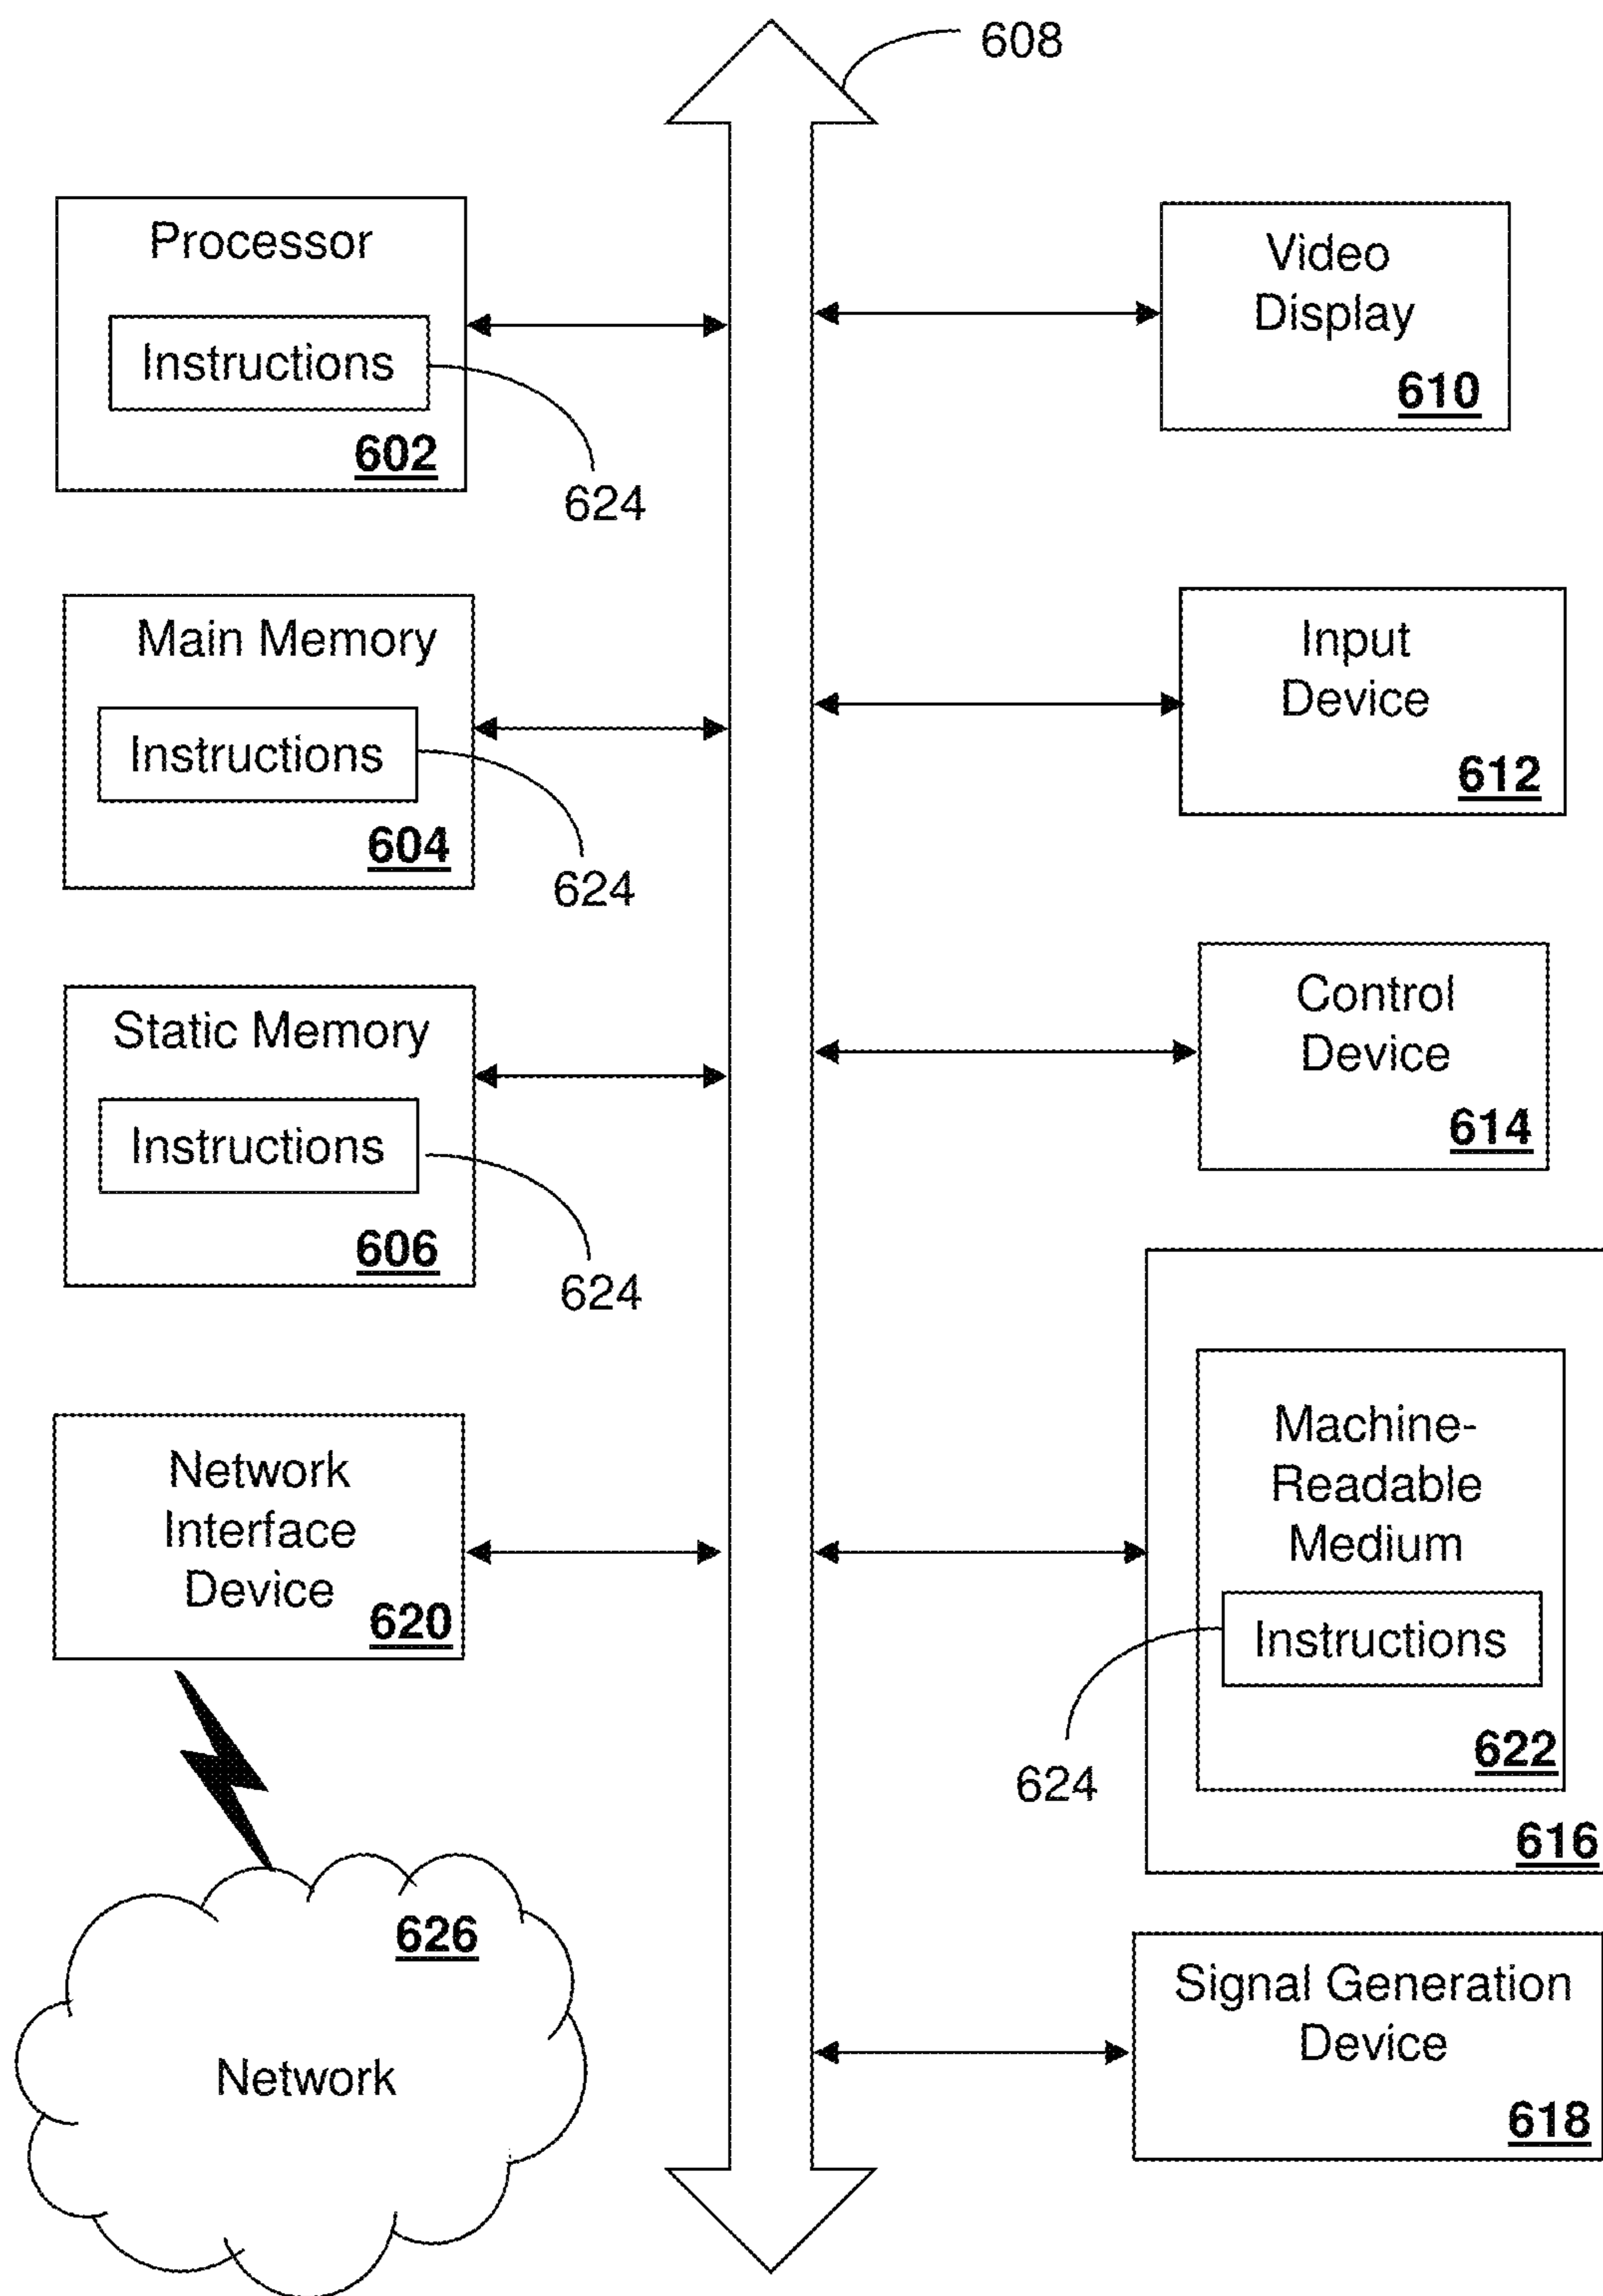 608
Processor
Instructions
602
624
Main Memory
Instructions
604
624
Static Memory
Instructions
606
624
Network
Interface
Device
620
626
Network
Video
Display
610
Input
Device
612
Control
Device
614
Machine-
Readable
Medium
Instructions
624
622
616
Signal Generation
Device
618